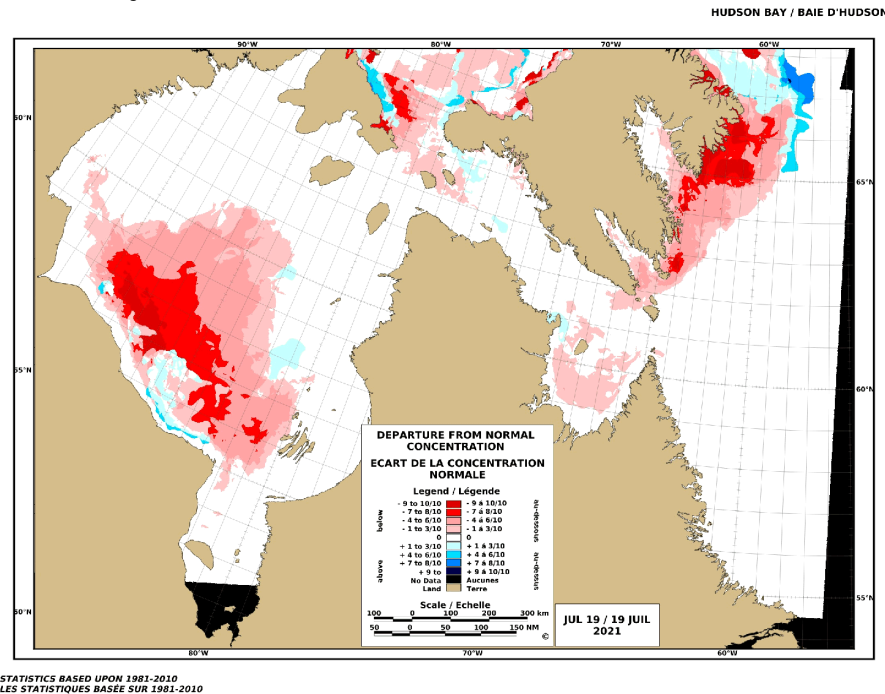 HUDSON BAY / BAIE D'HUDSON
90°W 80°W 70°W 60°W
60°N
65°N
55°N
60°N
50°N
55°N
80°W 70°W 60°W
DEPARTURE FROM NORMAL
CONCENTRATION
ECART DE LA CONCENTRATION
NORMALE
Legend / Légende
below
au-dessous
- 9 to 10/10 - 9 à 10/10
- 7 to 8/10 - 7 á 8/10
- 4 to 6/10 - 4 á 6/10
- 1 to 3/10 - 1 à 3/10
0 0
above
au-dessus
+ 1 to 3/10 + 1 à 3/10
+ 4 to 6/10 + 4 à 6/10
+ 7 to 8/10 + 7 á 8/10
+ 9 to + 9 à 10/10
No Data Aucunes
Land Terre
Scale / Echelle
100 0 100 200 300 km
50 0 50 100 150 NM
©
JUL 19 / 19 JUIL
2021
STATISTICS BASED UPON 1981-2010
LES STATISTIQUES BASÉE SUR 1981-2010